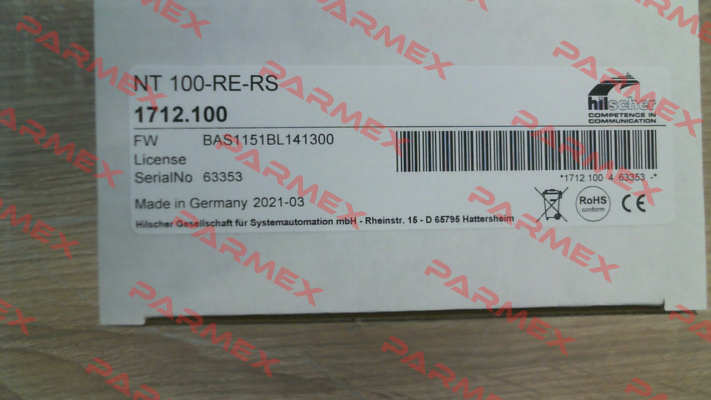 NT 100-RE-RS
1712.100
hilscher
COMPETENCE IN
COMMUNICATION
FW BAS1151BL141300
License
SerialNo 63353
*1712.100 4 63353 -*
Made in Germany 2021-03
RoHS
conform
CE
Hilscher Gesellschaft für Systemautomation mbH - Rheinstr. 15 - D 65795 Hattersheim
PARMEX
PARMEX
PARMEX
PARMEX
PARMEX
PARMEX
PARMEX
PARMEX
PARMEX